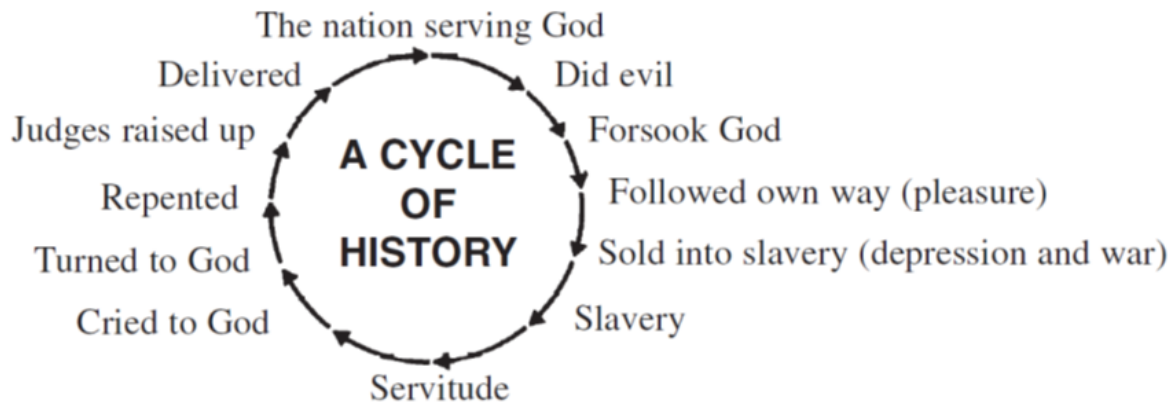 The nation serving God
Did evil
Forsook God
Followed own way (pleasure)
Sold into slavery (depression and war)
Slavery
Servitude
Cried to God
Turned to God
Repented
Judges raised up
Delivered
A CYCLE
OF
HISTORY